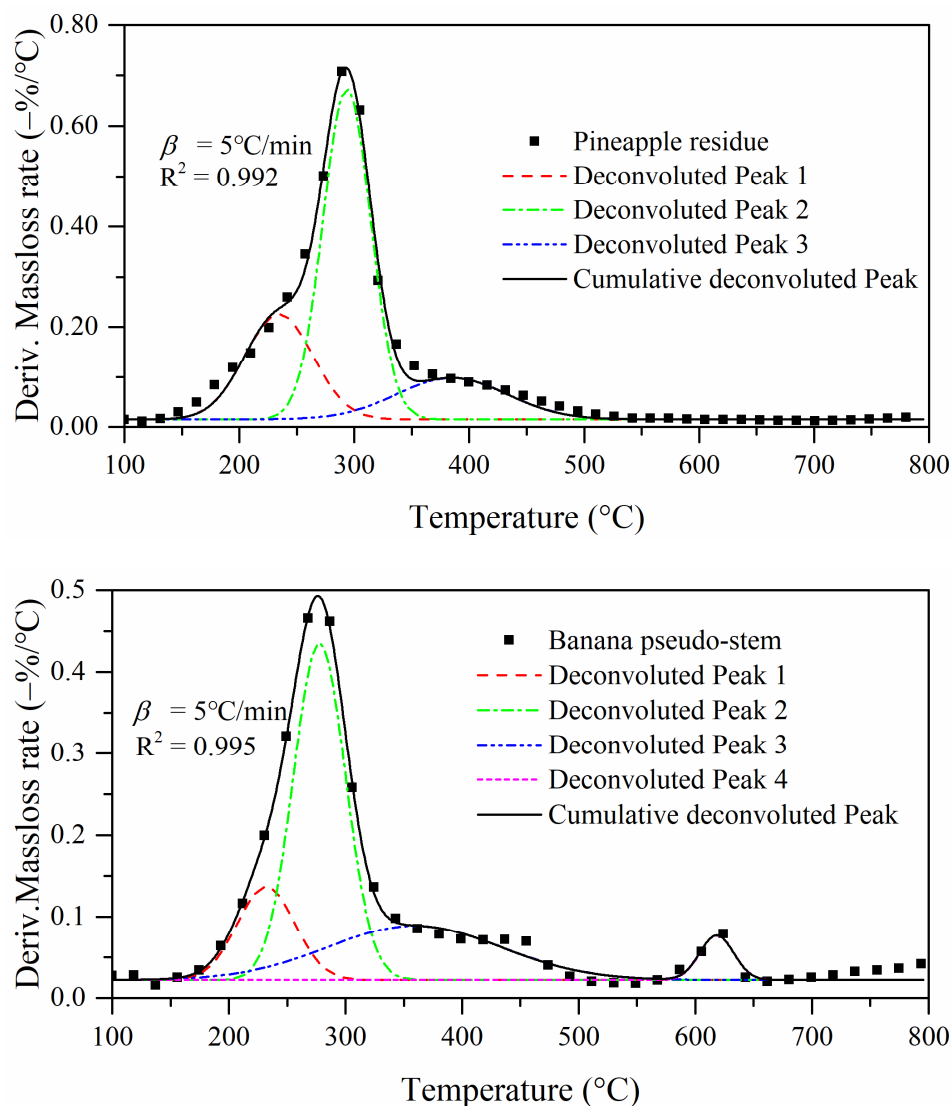 0.80
0.60
0.40
0.20
0.00
Deriv. Massloss rate (−%/°C)
β = 5°C/min
R² = 0.992
Pineapple residue
Deconvoluted Peak 1
Deconvoluted Peak 2
Deconvoluted Peak 3
Cumulative deconvoluted Peak
100 200 300 400 500 600 700 800
Temperature (°C)
0.5
0.4
0.3
0.2
0.1
0.0
Deriv.Massloss rate (−%/°C)
β = 5°C/min
R² = 0.995
Banana pseudo-stem
Deconvoluted Peak 1
Deconvoluted Peak 2
Deconvoluted Peak 3
Deconvoluted Peak 4
Cumulative deconvoluted Peak
100 200 300 400 500 600 700 800
Temperature (°C)